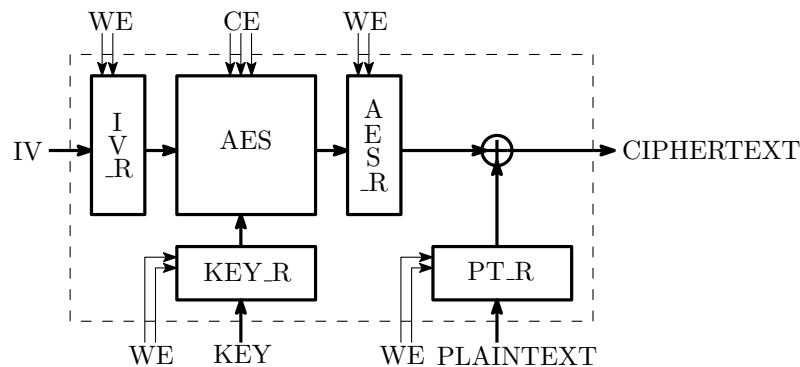 WE CE WE
IV
I
V
_R
AES
A
E
S
_R
CIPHERTEXT
KEY_R
PT_R
WE KEY WE PLAINTEXT